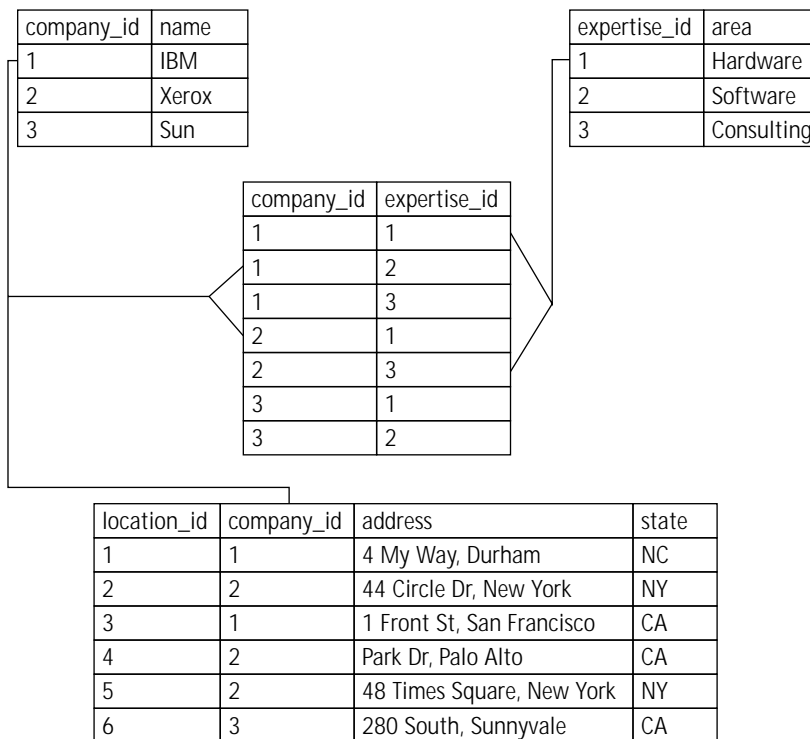 company_id name
1 IBM
2 Xerox
3 Sun
expertise_id area
1 Hardware
2 Software
3 Consulting
company_id expertise_id
1 1
1 2
1 3
2 1
2 3
3 1
3 2
location_id company_id address state
1 1 4 My Way, Durham NC
2 2 44 Circle Dr, New York NY
3 1 1 Front St, San Francisco CA
4 2 Park Dr, Palo Alto CA
5 2 48 Times Square, New York NY
6 3 280 South, Sunnyvale CA